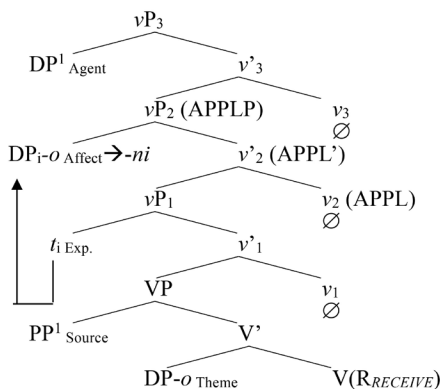 vP3
DP¹ Agent v'3
vP2 (APPLP) v3
∅
DPi-o Affect→-ni v'2 (APPL')
vP1 v2 (APPL)
∅
ti Exp. v'1
VP v1
∅
PP¹ Source V'
DP-o Theme V(RRECEIVE)